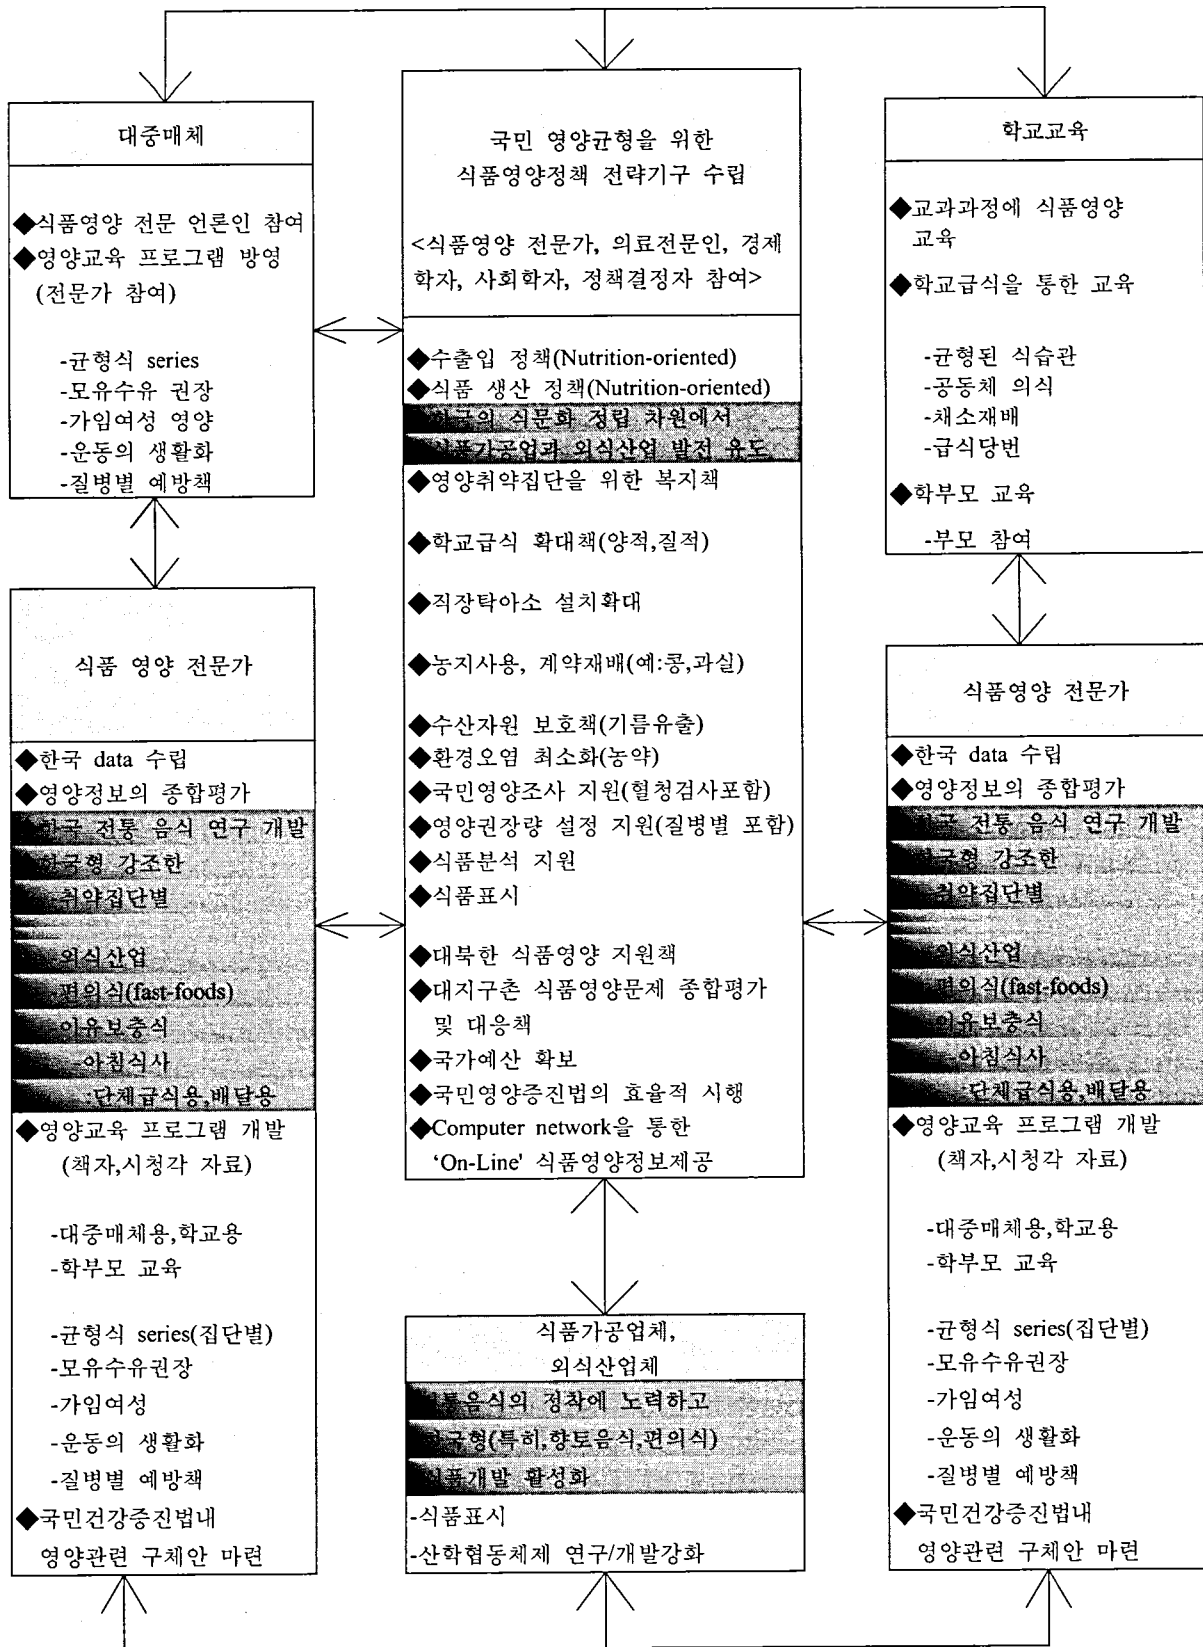 대중매체
◆식품영양 전문 언론인 참여
◆영양교육 프로그램 방영
(전문가 참여)
-균형식 series
-모유수유 권장
-가임여성 영양
-운동의 생활화
-질병별 예방책
식품 영양 전문가
◆한국 data 수립
◆영양정보의 종합평가
한국 전통 음식 연구 개발
한국형 강조한
-취약집단별
-외식산업
-편의식(fast-foods)
-이유보충식
-아침식사
:단체급식용,배달용
◆영양교육 프로그램 개발
(책자,시청각 자료)
-대중매체용,학교용
-학부모 교육
-균형식 series(집단별)
-모유수유권장
-가임여성
-운동의 생활화
-질병별 예방책
◆국민건강증진법내
영양관련 구체안 마련
국민 영양균형을 위한
식품영양정책 전략기구 수립
<식품영양 전문가, 의료전문인, 경제
학자, 사회학자, 정책결정자 참여>
◆수출입 정책(Nutrition-oriented)
◆식품 생산 정책(Nutrition-oriented)
한국의 식문화 정립 차원에서
식품가공업과 외식산업 발전 유도
◆영양취약집단을 위한 복지책
◆학교급식 확대책(양적,질적)
◆직장탁아소 설치확대
◆농지사용, 계약재배(예:콩,과실)
◆수산자원 보호책(기름유출)
◆환경오염 최소화(농약)
◆국민영양조사 지원(혈청검사포함)
◆영양권장량 설정 지원(질병별 포함)
◆식품분석 지원
◆식품표시
◆대북한 식품영양 지원책
◆대지구촌 식품영양문제 종합평가
및 대응책
◆국가예산 확보
◆국민영양증진법의 효율적 시행
◆Computer network을 통한
‘On-Line' 식품영양정보제공
식품가공업체,
외식산업체
전통음식의 정착에 노력하고
한국형(특히,향토음식,편의식)
식품개발 활성화
-식품표시
-산학협동체제 연구/개발강화
학교교육
◆교과과정에 식품영양
교육
◆학교급식을 통한 교육
-균형된 식습관
-공동체 의식
-채소재배
-급식당번
◆학부모 교육
-부모 참여
식품영양 전문가
◆한국 data 수립
◆영양정보의 종합평가
한국 전통 음식 연구 개발
한국형 강조한
-취약집단별
-외식산업
-편의식(fast-foods)
-이유보충식
-아침식사
:단체급식용,배달용
◆영양교육 프로그램 개발
(책자,시청각 자료)
-대중매체용,학교용
-학부모 교육
-균형식 series(집단별)
-모유수유권장
-가임여성
-운동의 생활화
-질병별 예방책
◆국민건강증진법내
영양관련 구체안 마련